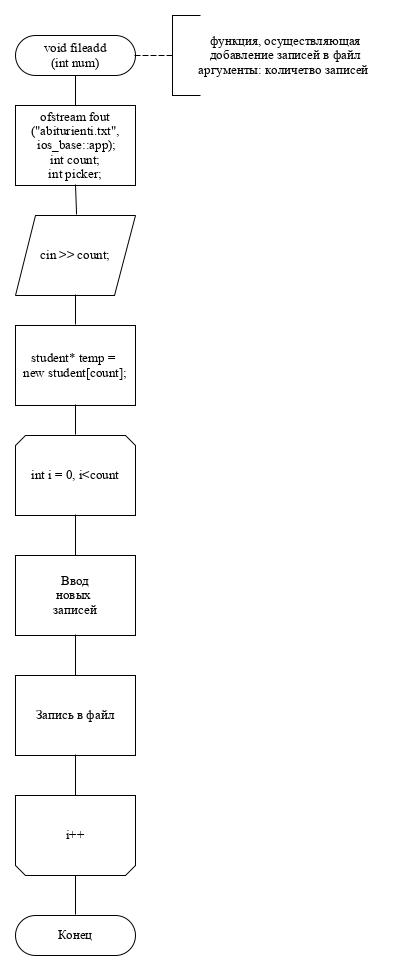 void fileadd
(int num)
функция, осуществляющая
добавление записей в файл
аргументы: количетво записей
ofstream fout
("abiturienti.txt",
ios_base::app);
int count;
int picker;
cin >> count;
student* temp =
new student[count];
int i = 0, i<count
Ввод
новых
записей
Запись в файл
i++
Конец